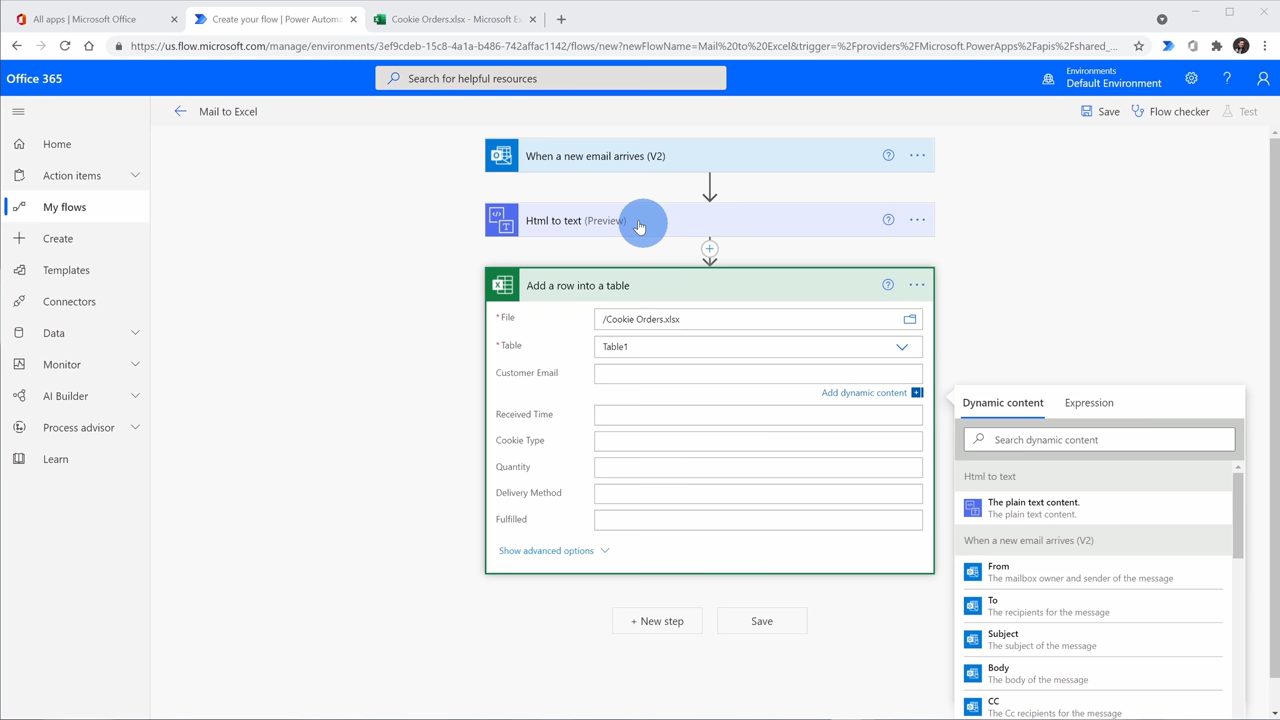 All apps | Microsoft Office
Create your flow | Power Automa
Cookie Orders.xlsx - Microsoft Ex
https://us.flow.microsoft.com/manage/environments/3ef9cdeb-15c8-4a1a-b486-742affac1142/flows/new?newFlowName=Mail%20to%20Excel&trigger=%2Fproviders%2FMicrosoft.PowerApps%2Fapis%2Fshared_...
Office 365
Search for helpful resources
Environments
Default Environment
Mail to Excel
Save
Flow checker
Test
Home
Action items
My flows
Create
Templates
Connectors
Data
Monitor
AI Builder
Process advisor
Learn
When a new email arrives (V2)
Html to text (Preview)
Add a row into a table
* File
/Cookie Orders.xlsx
* Table
Table1
Customer Email
Add dynamic content
Received Time
Cookie Type
Quantity
Delivery Method
Fulfilled
Show advanced options
+ New step
Save
Dynamic content
Expression
Search dynamic content
Html to text
The plain text content.
The plain text content.
When a new email arrives (V2)
From
The mailbox owner and sender of the message
To
The recipients for the message
Subject
The subject of the message
Body
The body of the message
CC
The Cc recipients for the message